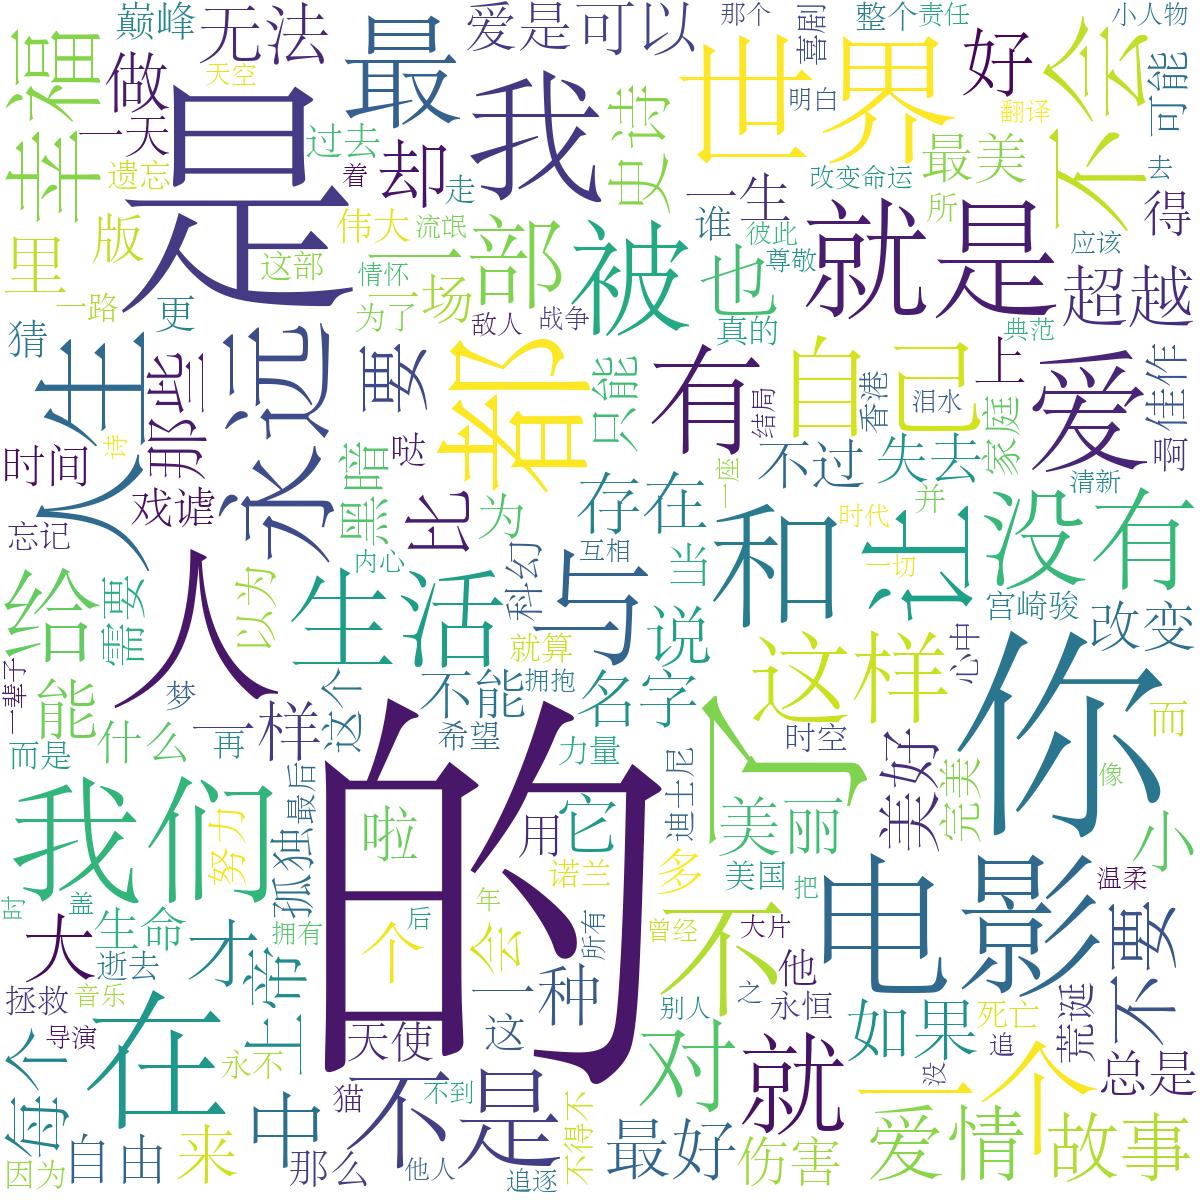 巅峰
无法
最
爱是可以
那个
喜剧
整个
责任
小人物
幸福
做
天空
是
我
世界
明白
好
翻译
不会
可能
一天
遗忘
过去
着
却
走
史诗
一生
改变命运
最美
去
所
得
里
版
这部
伟大
流氓
一部
被
谁
彼此
也
尊敬
就是
应该
超越
一路
情怀
为了
一场
敌人
战争
真的
典范
猜
更
人生
那些
永远
要
都
只能
有
自己
结局
香港
泪水
上
家庭
爱
佳作
啊
时间
诗
戏谑
黑暗
哒
比
为
存在
一座
不过
失去
清新
并
忘记
内心
科幻
互相
与
当
和
时代
一切
让
没有
给
需要
以为
人
生活
就算
说
宫崎骏
改变
一辈子
梦
能
什么
一样
再
这个
不能
拥抱
希望
名字
力量
这样
时空
心中
你
而
而是
最后
的
迪士尼
了
美好
完美
像
我们
努力
孤独
啦
用
它
诺兰
美丽
多
美国
把
小
温柔
时
盖
大
生命
逝去
才
拥有
上帝
个
后
年
会
所有
一种
曾经
不
大片
他
电影
不要
拯救
音乐
导演
在
天使
这
别人
之
永恒
如果
死亡
追
荒诞
每个
永不
中
猫
不是
不到
不得不
对
就
没
一个
总是
因为
自由
来
那么
他人
追逐
最好
伤害
爱情
故事